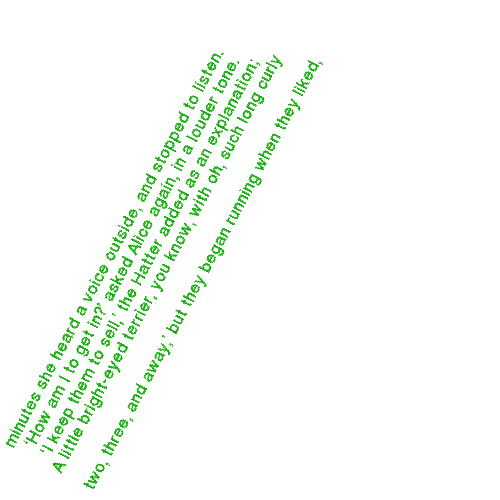 minutes she heard a voice outside, and stopped to listen.
'How am I to get in?' asked Alice again, in a louder tone.
'I keep them to sell,' the Hatter added as an explanation;
A little bright-eyed terrier, you know, with oh, such long curly
two, three, and away,' but they began running when they liked,